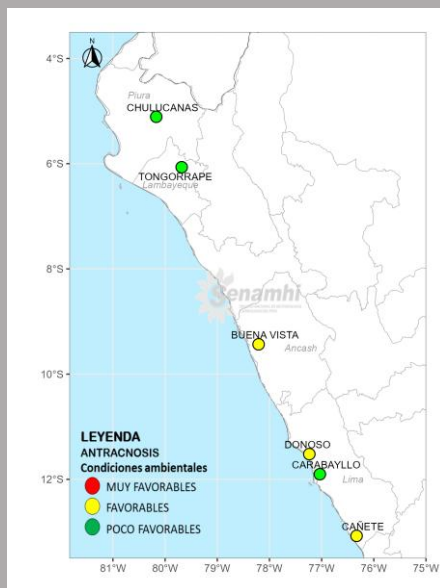 N
4°S
Piura
CHULUCANAS
6°S
TONGORRAPE
Lambayeque
8°S
Senamhi
BUENA VISTA
Ancash
10°S
DONOSO
CARABAYLLO
Lima
12°S
CAÑETE
LEYENDA
ANTRACNOSIS
Condiciones ambientales
MUY FAVORABLES
FAVORABLES
POCO FAVORABLES
81°W 80°W 79°W 78°W 77°W 76°W 75°W